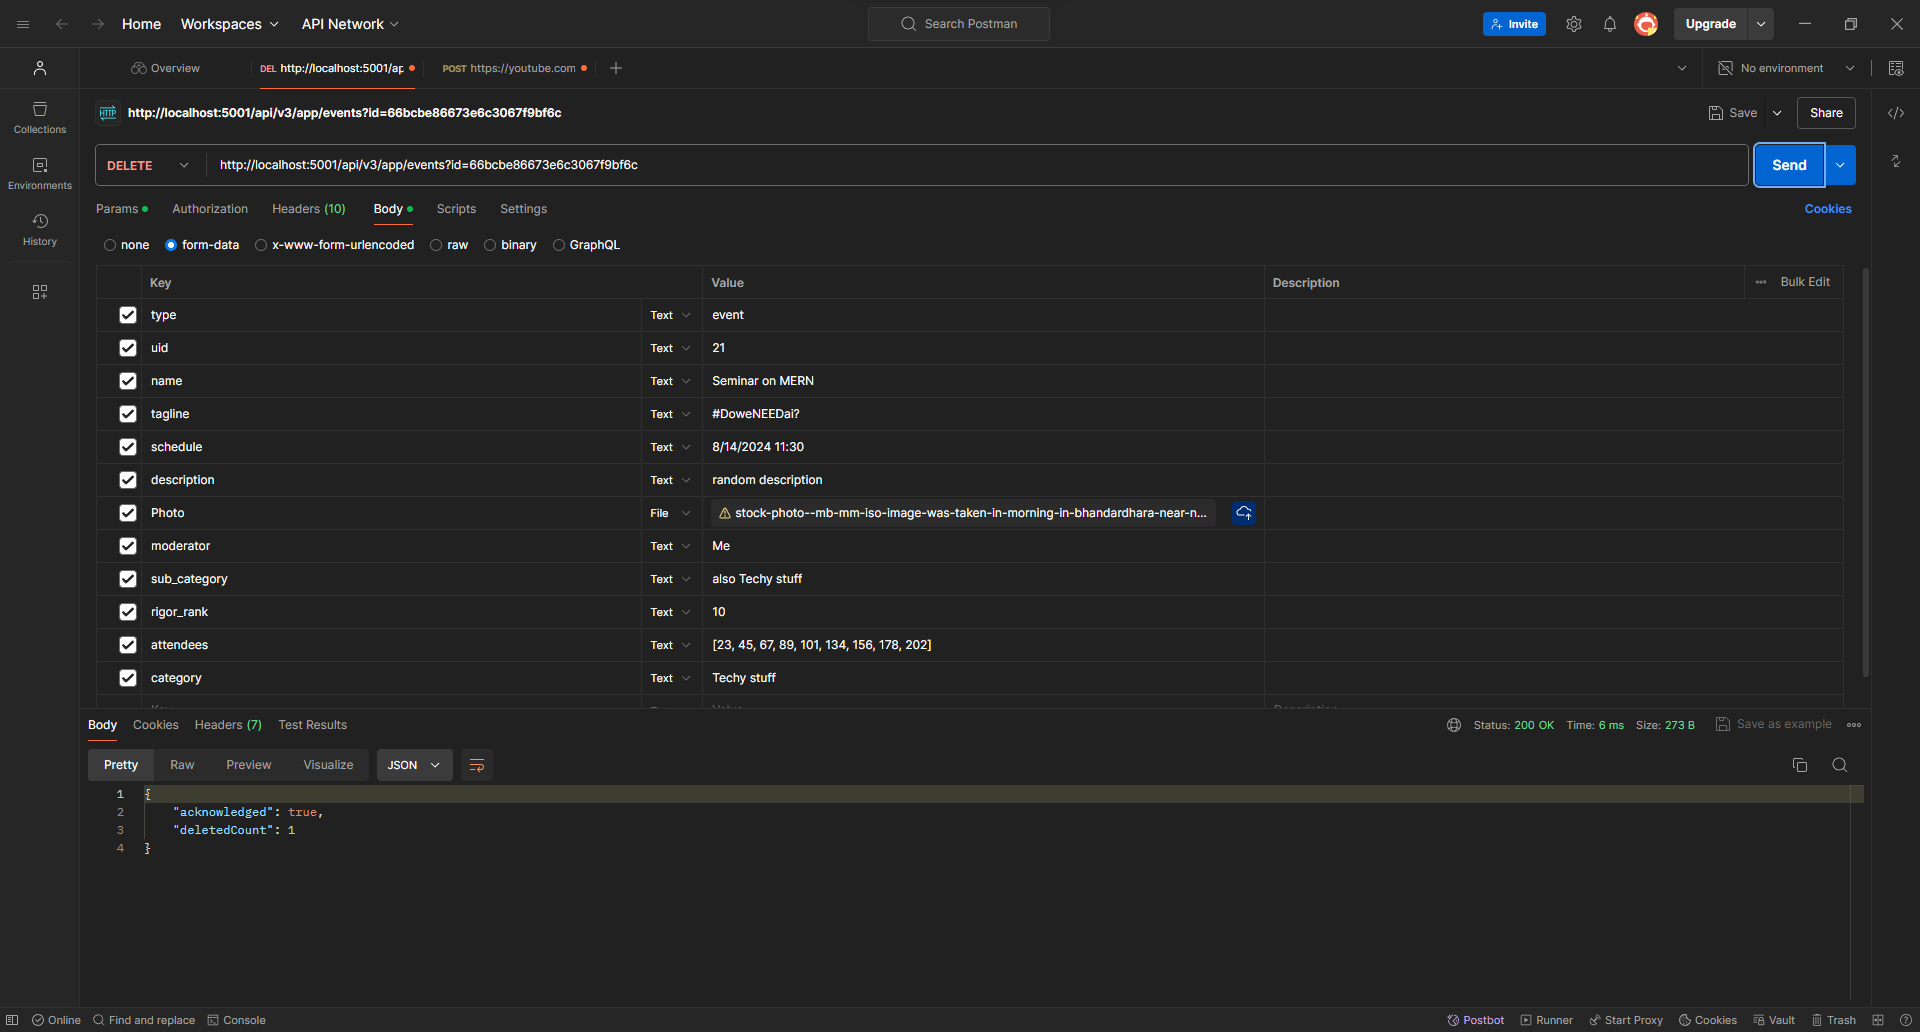 Home Workspaces API Network Search Postman Invite Upgrade
Overview DEL http://localhost:5001/ap POST https://youtube.com No environment
HTTP http://localhost:5001/api/v3/app/events?id=66bcbe86673e6c3067f9bf6c Save Share
Collections
DELETE http://localhost:5001/api/v3/app/events?id=66bcbe86673e6c3067f9bf6c Send
Environments
Params Authorization Headers (10) Body Scripts Settings Cookies
History
none form-data x-www-form-urlencoded raw binary GraphQL
Key Value Description Bulk Edit
type Text event
uid Text 21
name Text Seminar on MERN
tagline Text #DoweNEEDai?
schedule Text 8/14/2024 11:30
description Text random description
Photo File stock-photo--mb-mm-iso-image-was-taken-in-morning-in-bhandardhara-near-n...
moderator Text Me
sub_category Text also Techy stuff
rigor_rank Text 10
attendees Text [23, 45, 67, 89, 101, 134, 156, 178, 202]
category Text Techy stuff
Key Text Value Description
Body Cookies Headers (7) Test Results Status: 200 OK Time: 6 ms Size: 273 B Save as example
Pretty Raw Preview Visualize JSON
1 {
2 "acknowledged": true,
3 "deletedCount": 1
4 }
Online Find and replace Console Postbot Runner Start Proxy Cookies Vault Trash